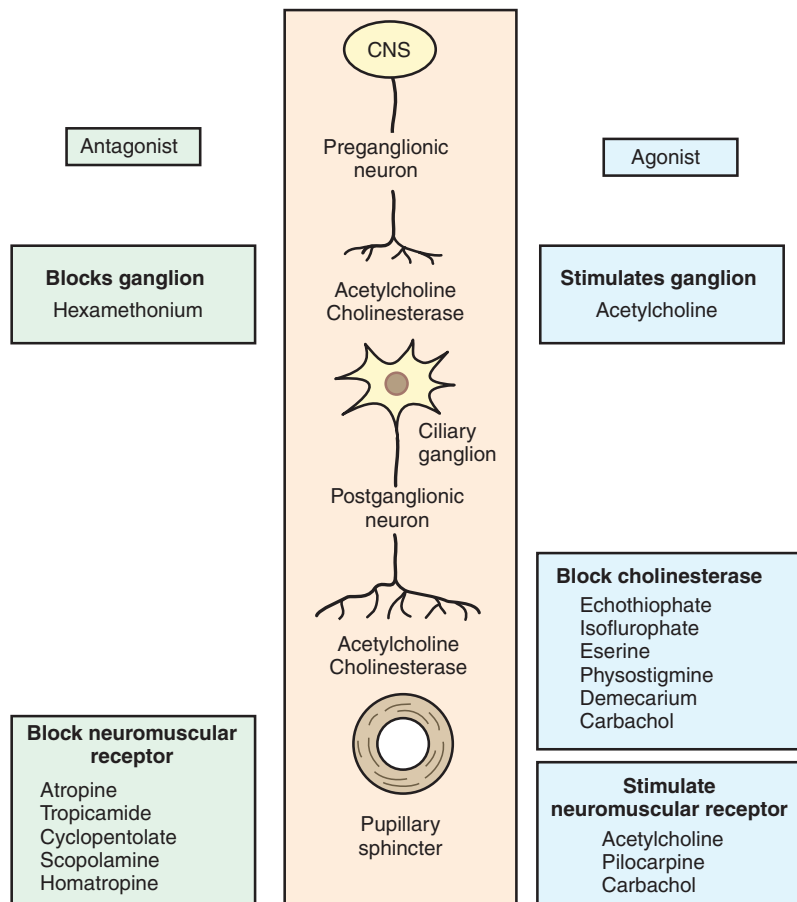 CNS
Antagonist
Preganglionic
neuron
Agonist
Blocks ganglion
Hexamethonium
Acetylcholine
Cholinesterase
Stimulates ganglion
Acetylcholine
Ciliary
ganglion
Postganglionic
neuron
Acetylcholine
Cholinesterase
Block cholinesterase
Echothiophate
Isoflurophate
Eserine
Physostigmine
Demecarium
Carbachol
Block neuromuscular
receptor
Atropine
Tropicamide
Cyclopentolate
Scopolamine
Homatropine
Pupillary
sphincter
Stimulate
neuromuscular receptor
Acetylcholine
Pilocarpine
Carbachol